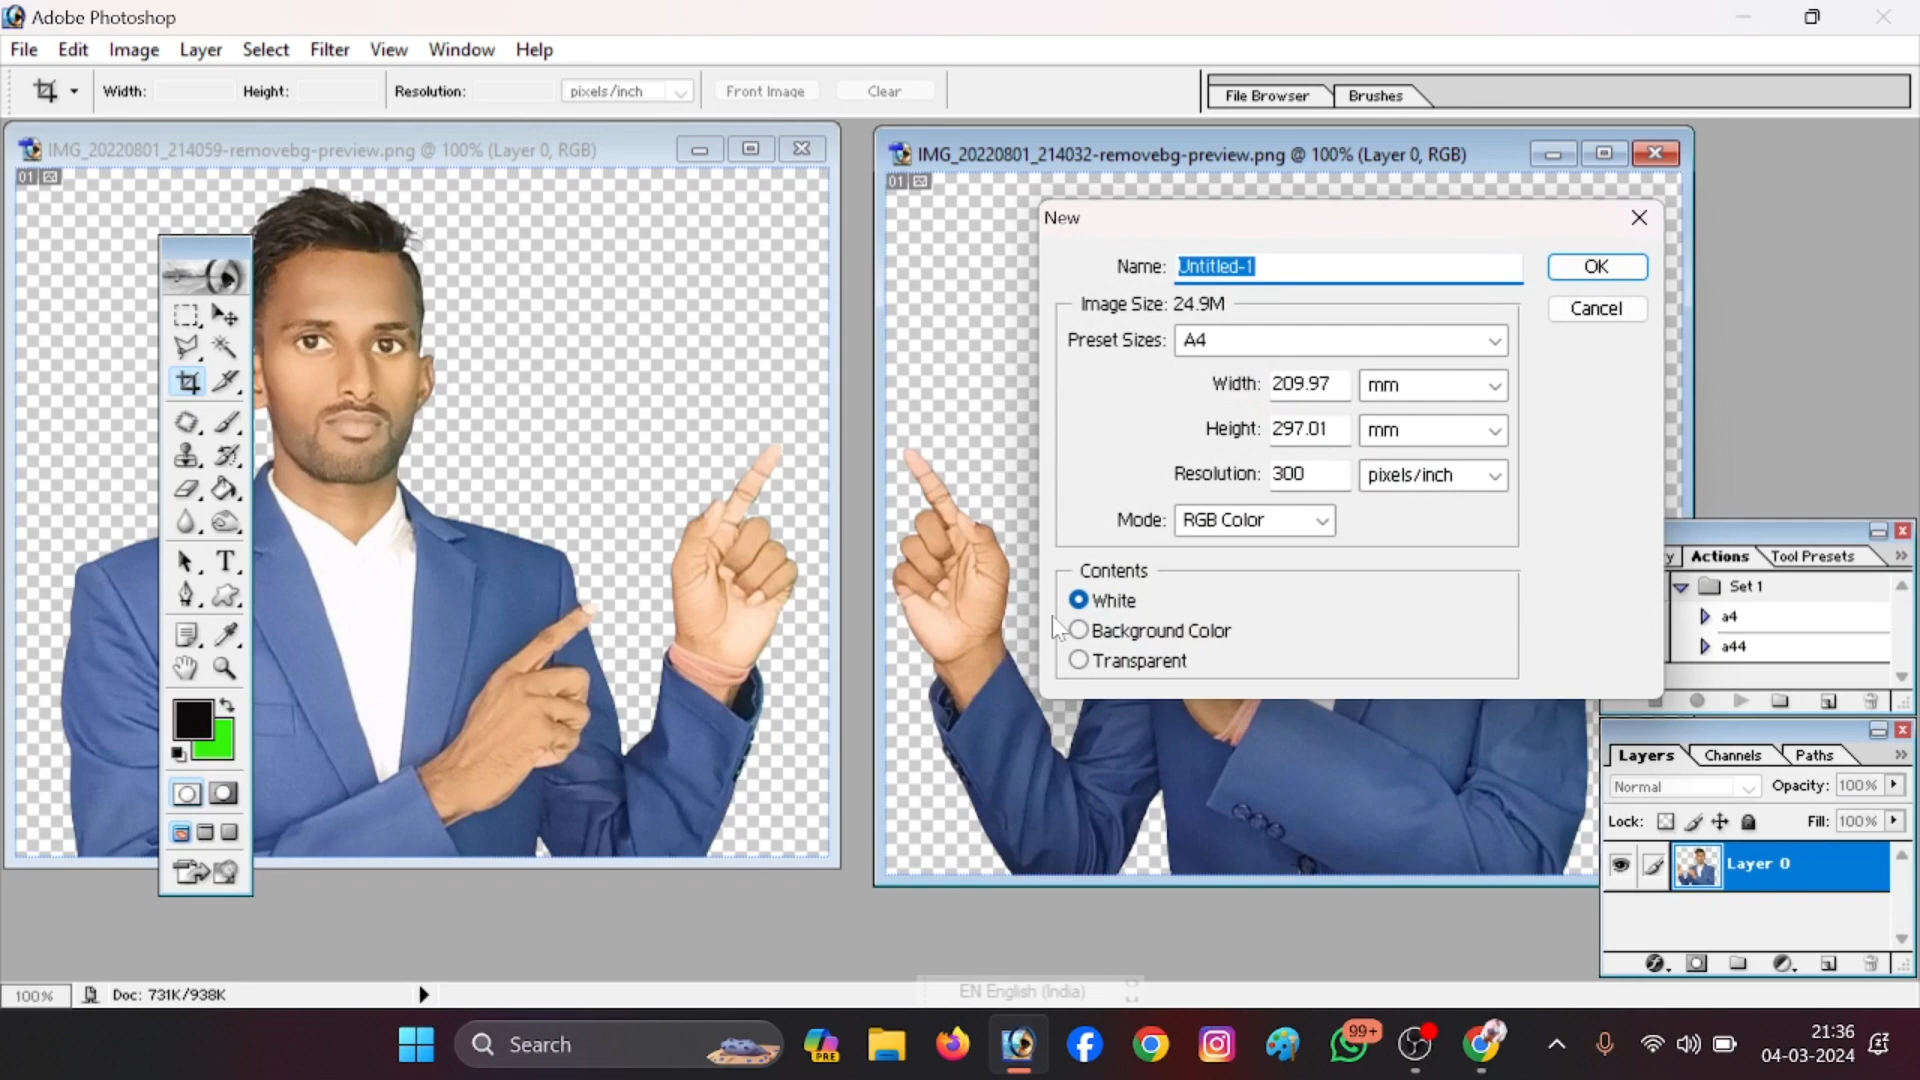 Adobe Photoshop
File Edit Image Layer Select Filter View Window Help
Width: Height: Resolution: pixels/inch Front Image Clear File Browser Brushes
IMG_20220801_214059-removebg-preview.png @ 100% (Layer 0, RGB)
01
IMG_20220801_214032-removebg-preview.png @ 100% (Layer 0, RGB)
01
New
Name: Untitled-1 OK
Image Size: 24.9M Cancel
Preset Sizes: A4
Width: 209.97 mm
Height: 297.01 mm
Resolution: 300 pixels/inch
Mode: RGB Color
Contents
White
Background Color
Transparent
y Actions Tool Presets
Set 1
a4
a44
T
Layers Channels Paths
Normal Opacity: 100%
Lock: Fill: 100%
Layer 0
100% Doc: 731K/938K
EN English (India)
Search PRE 99+ 21:36
04-03-2024